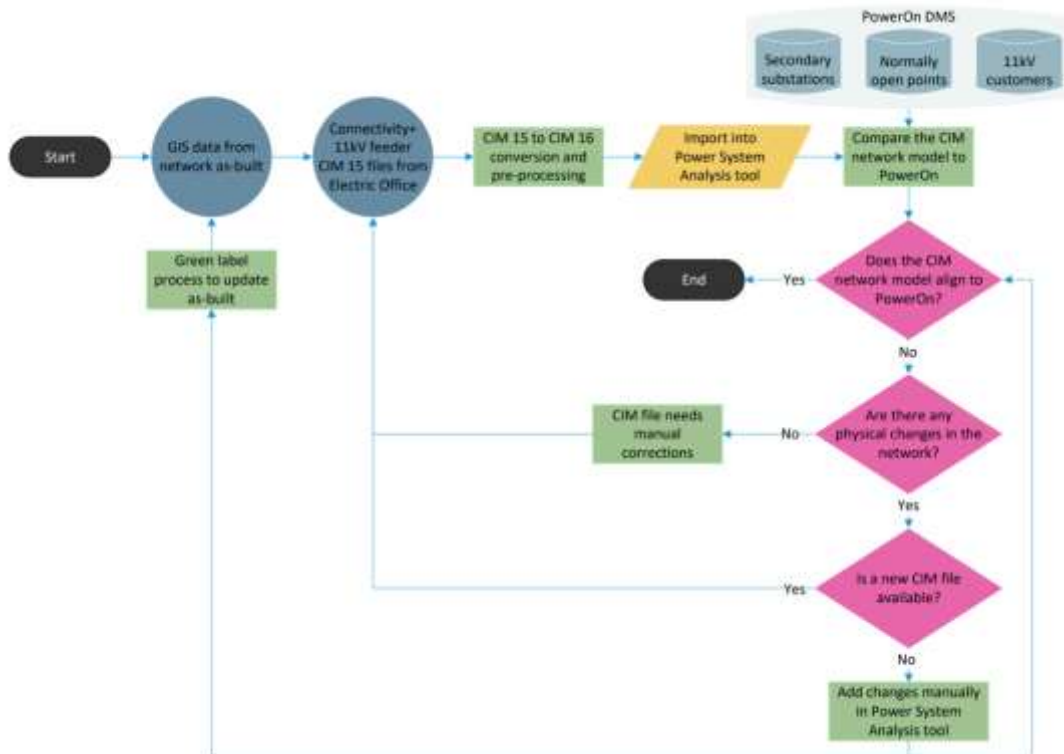 PowerOn DMS
Secondary
substations
Normally
open points
11kV
customers
Start
GIS data from
network as-built
Connectivity+
11kV feeder
CIM 15 files from
Electric Office
CIM 15 to CIM 16
conversion and
pre-processing
Import into
Power System
Analysis tool
Compare the CIM
network model to
PowerOn
Green label
process to update
as-built
End
Yes
Does the CIM
network model align to
PowerOn?
No
CIM file needs
manual
corrections
No
Are there any
physical changes in the
network?
Yes
Yes
Is a new CIM file
available?
No
Add changes manually
in Power System
Analysis tool